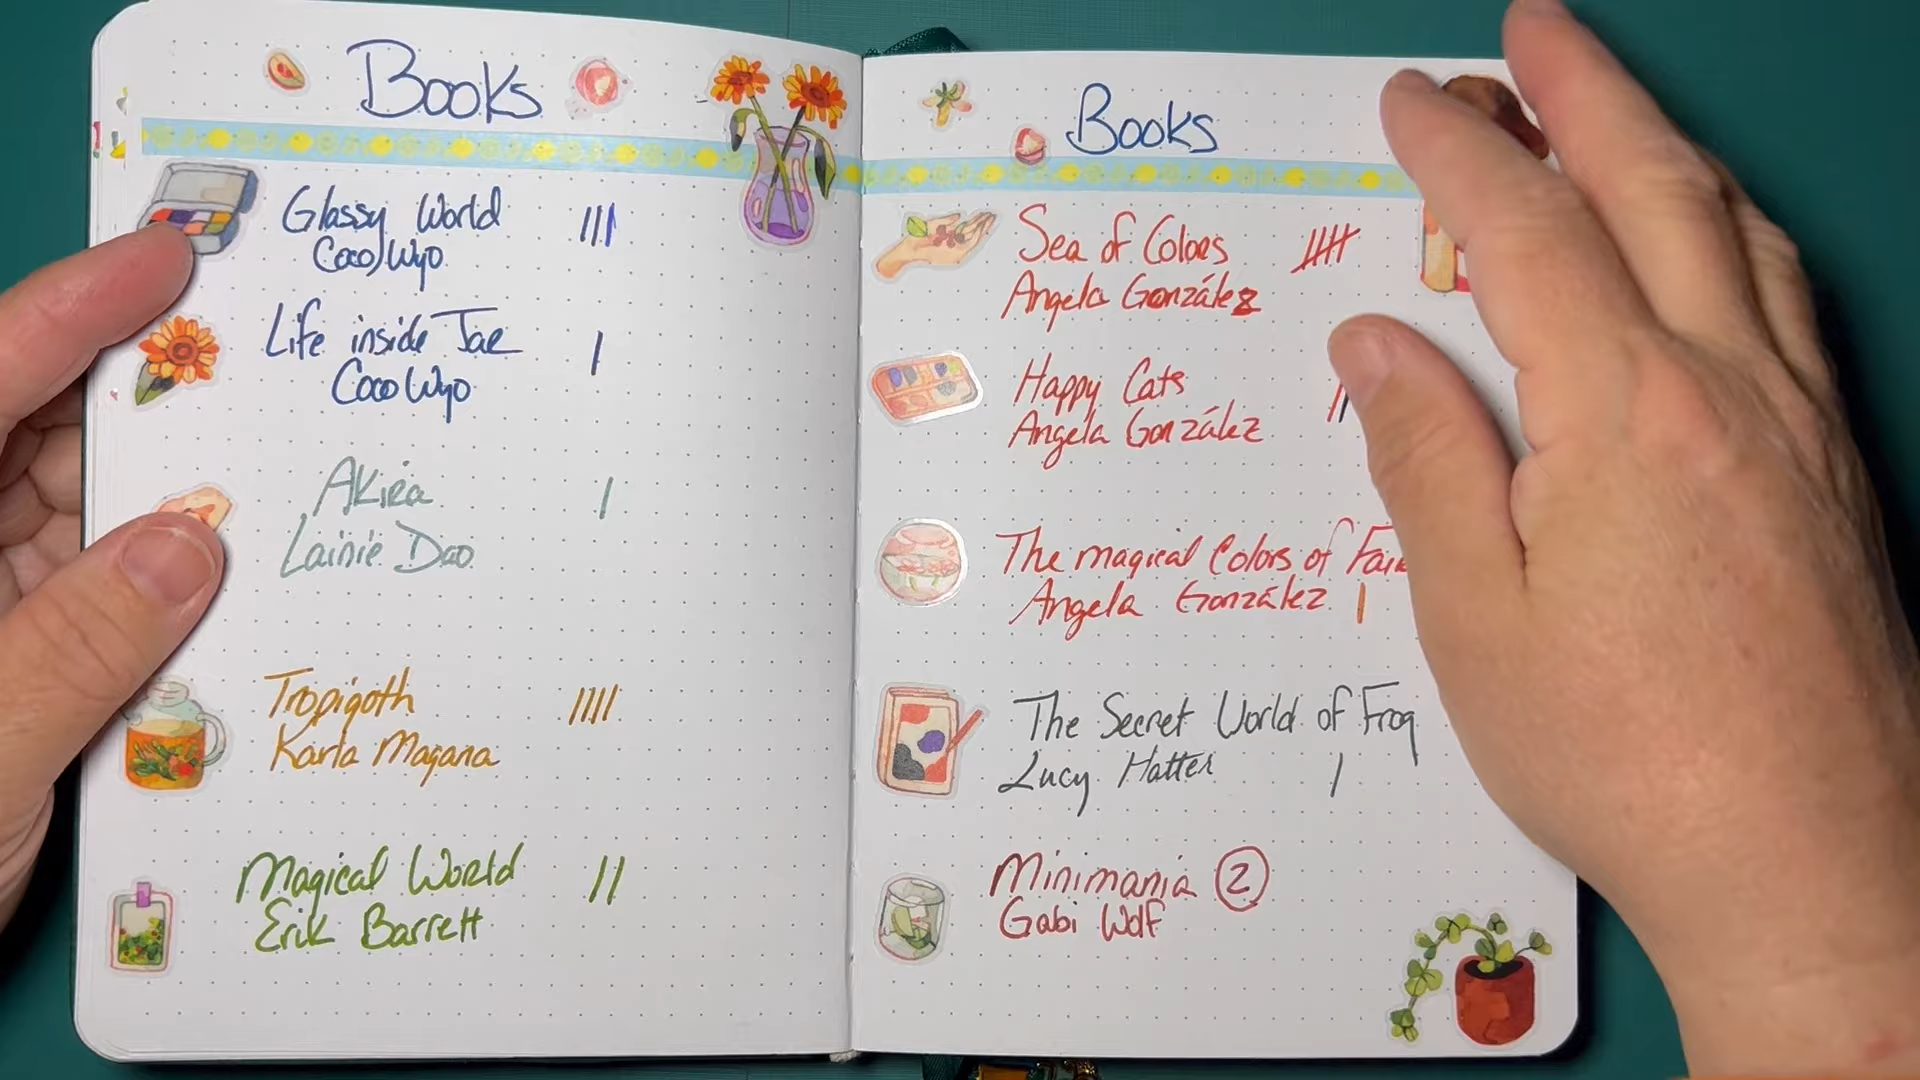 Books
Glassy World
Coco Wyo
Life inside Jae
Coco Wyo
Akira
Lainie Dao
Tropigoth
Karla Magana
Magical World
Erik Barrett
Books
Sea of Colors
Angela González
Happy Cats
Angela González
The magical Colors of
Angela González
The Secret World of Frog
Lucy Hatter
Minimania 2
Gabi Wolf